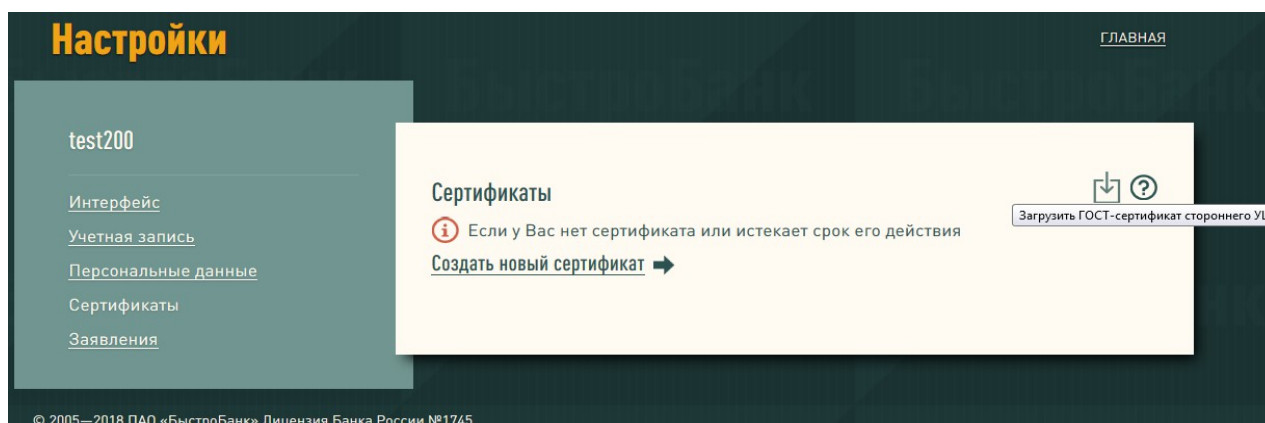 Настройки
ГЛАВНАЯ
test200
Интерфейс
Учетная запись
Персональные данные
Сертификаты
Заявления
Сертификаты
Загрузить ГОСТ-сертификат стороннего
Если у Вас нет сертификата или истекает срок его действия
Создать новый сертификат
© 2005—2018 ПАО «БыстроБанк» Лицензия Банка России №1745
БыстроБанк